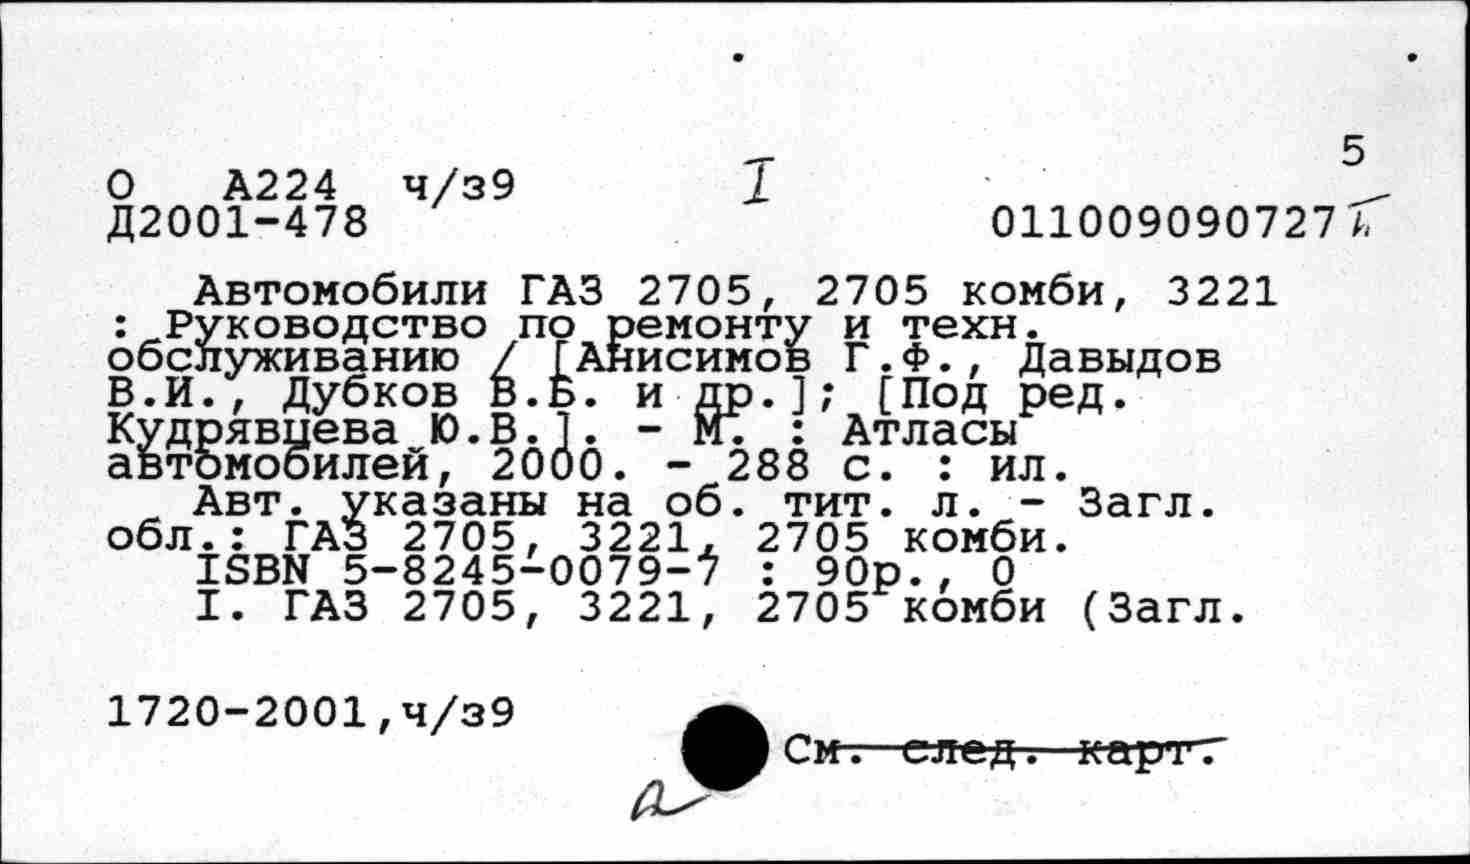 5
О А224 ч/з9 I
Д2001-478 011009090727
Автомобили ГАЗ 2705, 2705 комби, 3221
: Руководство по ремонту и техн.
обслуживанию / [Анисимов Г.Ф., Давыдов
В.И., Дубков В.Б. и др.]; [Под ред.
Кудрявцева Ю.В.]. - М. : Атласы
автомобилей, 2000. - 288 с. : ил.
Авт. указаны на об. тит. л. - Загл.
обл.: ГАЗ 2705, 3221, 2705 комби.
ISBN 5-8245-0079-7 : 90р., 0
I. ГАЗ 2705, 3221, 2705 комби (Загл.
1720-2001,ч/з9
См. след. карт.